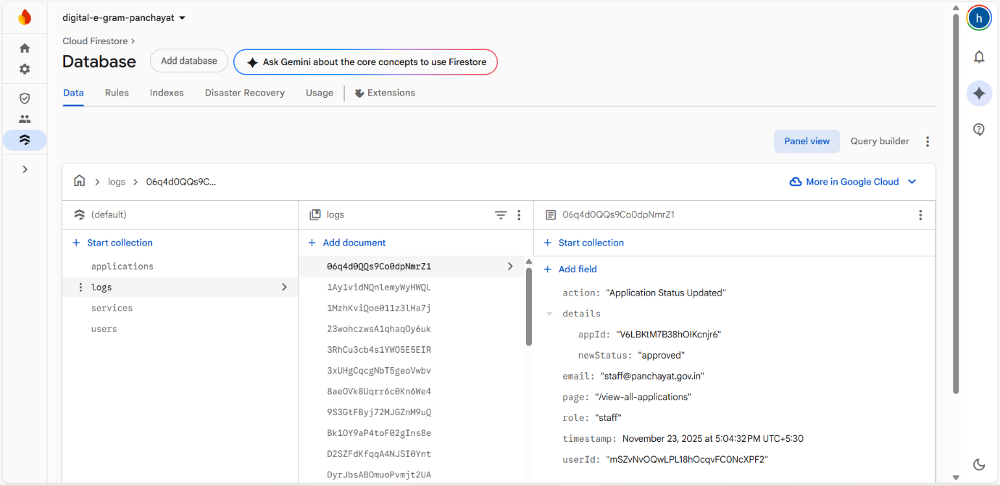 digital-e-gram-panchayat
h
Cloud Firestore
Database
Add database
Ask Gemini about the core concepts to use Firestore
Data Rules Indexes Disaster Recovery Usage Extensions
Panel view Query builder
logs 06q4d0QQs9C...
More in Google Cloud
(default)
logs
06q4d0QQs9Co0dpNmrZ1
+ Start collection
+ Add document
+ Start collection
applications
logs
services
users
06q4d0QQs9Co0dpNmrZ1
1Ay1vidNQnlemyWyHWQL
1MzhKviQoe011z3lHa7j
23wohczwsA1qhaqOy6uk
3RhCu3cb4s1YWO5E5EIR
3xUHgCqcgNbT5geoVwbv
8aeOVk8Uqrr6c0Kn6We4
9S3GtFByj72MJGZnM9uQ
Bk1OY9aP4toF02gIns8e
D2SZFdKfqqA4NJSI0Ynt
DyrJbsABOmuoPvmjt2UA
+ Add field
action: "Application Status Updated"
details
appId: "V6LBKtM7B38hOIKcnjr6"
newStatus: "approved"
email: "staff@panchayat.gov.in"
page: "/view-all-applications"
role: "staff"
timestamp: November 23, 2025 at 5:04:32 PM UTC+5:30
userId: "mSZvNvOQwLPL18hOcqvFC0NcXPF2"